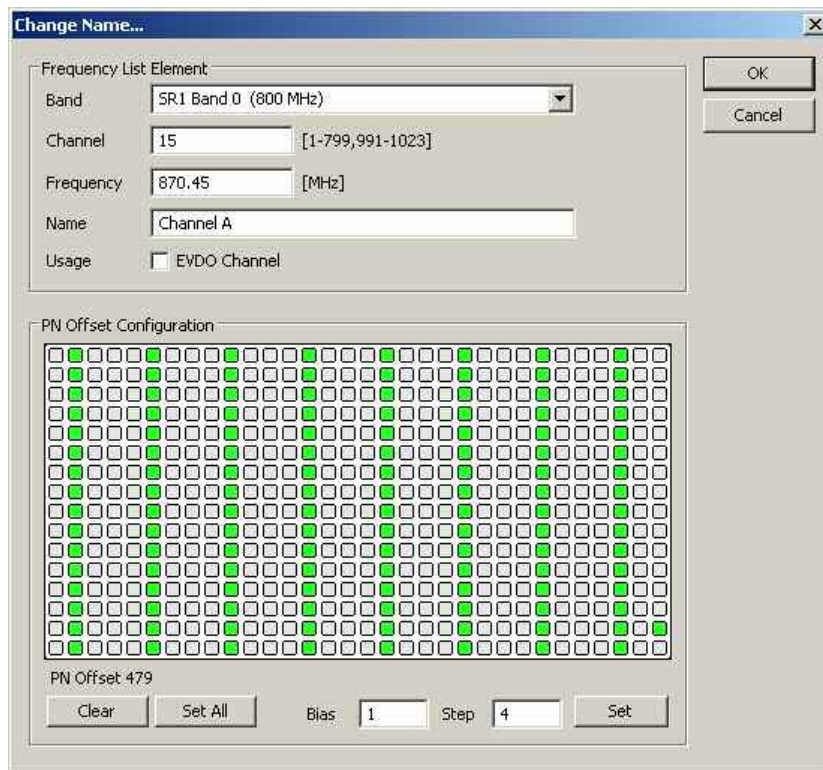 Change Name...
Frequency List Element
OK
Band SR1 Band 0 (800 MHz)
Cancel
Channel 15 [1-799,991-1023]
Frequency 870.45 [MHz]
Name Channel A
Usage EVDO Channel
PN Offset Configuration
PN Offset 479
Clear Set All Bias 1 Step 4 Set